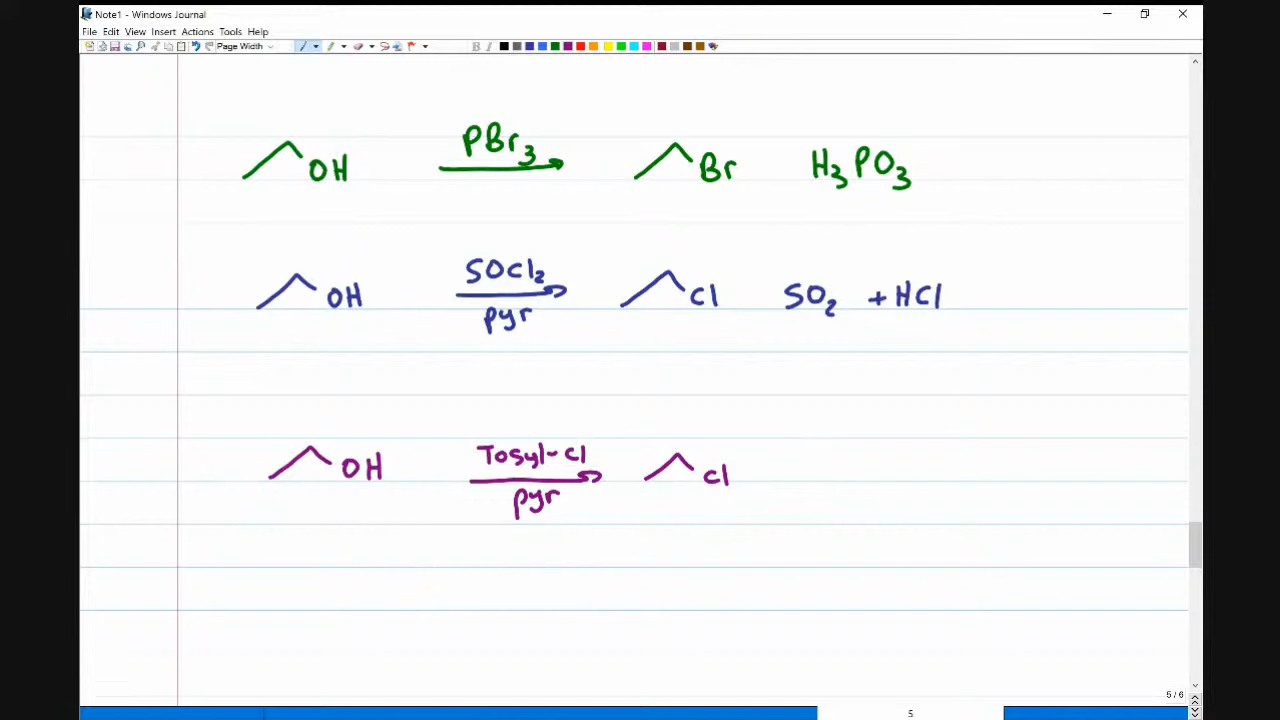 Note1 - Windows Journal
File Edit View Insert Actions Tools Help
Page Width
B I
OH PBr3 Br H3PO3
OH SOCl2 Cl SO2 + HCl
pyr
OH Tosyl-Cl Cl
pyr
5 / 6
5